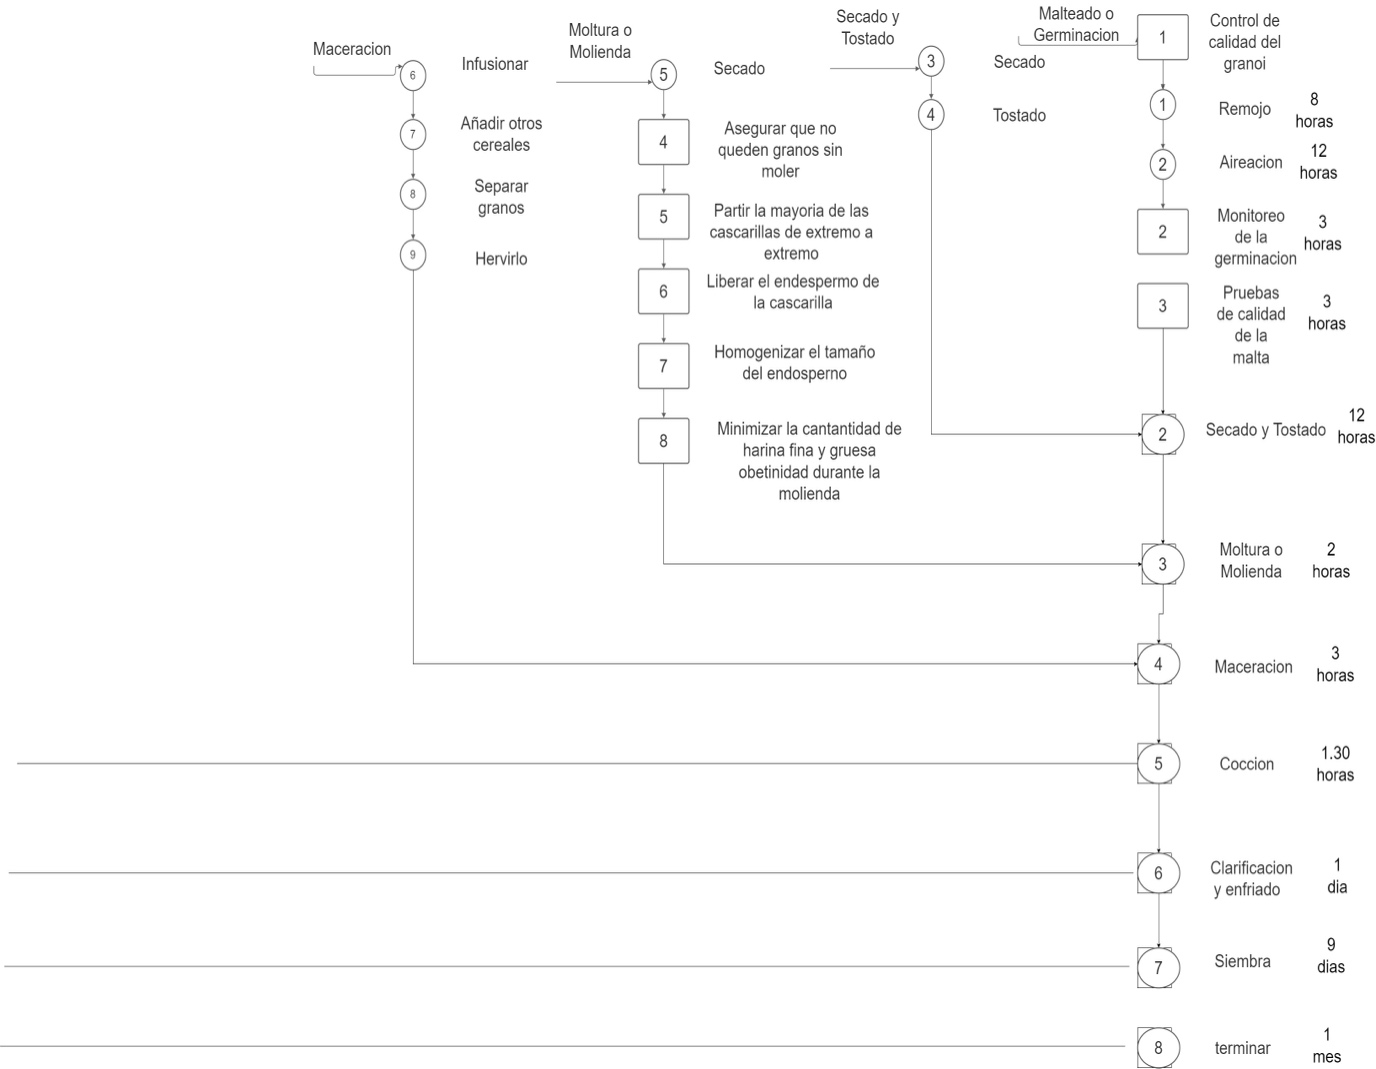 Maceracion
6
Infusionar
7
Añadir otros
cereales
8
Separar
granos
9
Hervirlo
Moltura o
Molienda
5
Secado
4
Asegurar que no
queden granos sin
moler
5
Partir la mayoria de las
cascarillas de extremo a
extremo
6
Liberar el endespermo de
la cascarilla
7
Homogenizar el tamaño
del endosperno
8
Minimizar la cantantidad de
harina fina y gruesa
obetinidad durante la
molienda
Secado y
Tostado
3
Secado
4
Tostado
Malteado o
Germinacion
1
Control de
calidad del
granoi
1
Remojo
8
horas
2
Aireacion
12
horas
2
Monitoreo
de la
germinacion
3
horas
3
Pruebas
de calidad
de la
malta
3
horas
2
Secado y Tostado
12
horas
3
Moltura o
Molienda
2
horas
4
Maceracion
3
horas
5
Coccion
1.30
horas
6
Clarificacion
y enfriado
1
dia
7
Siembra
9
dias
8
terminar
1
mes